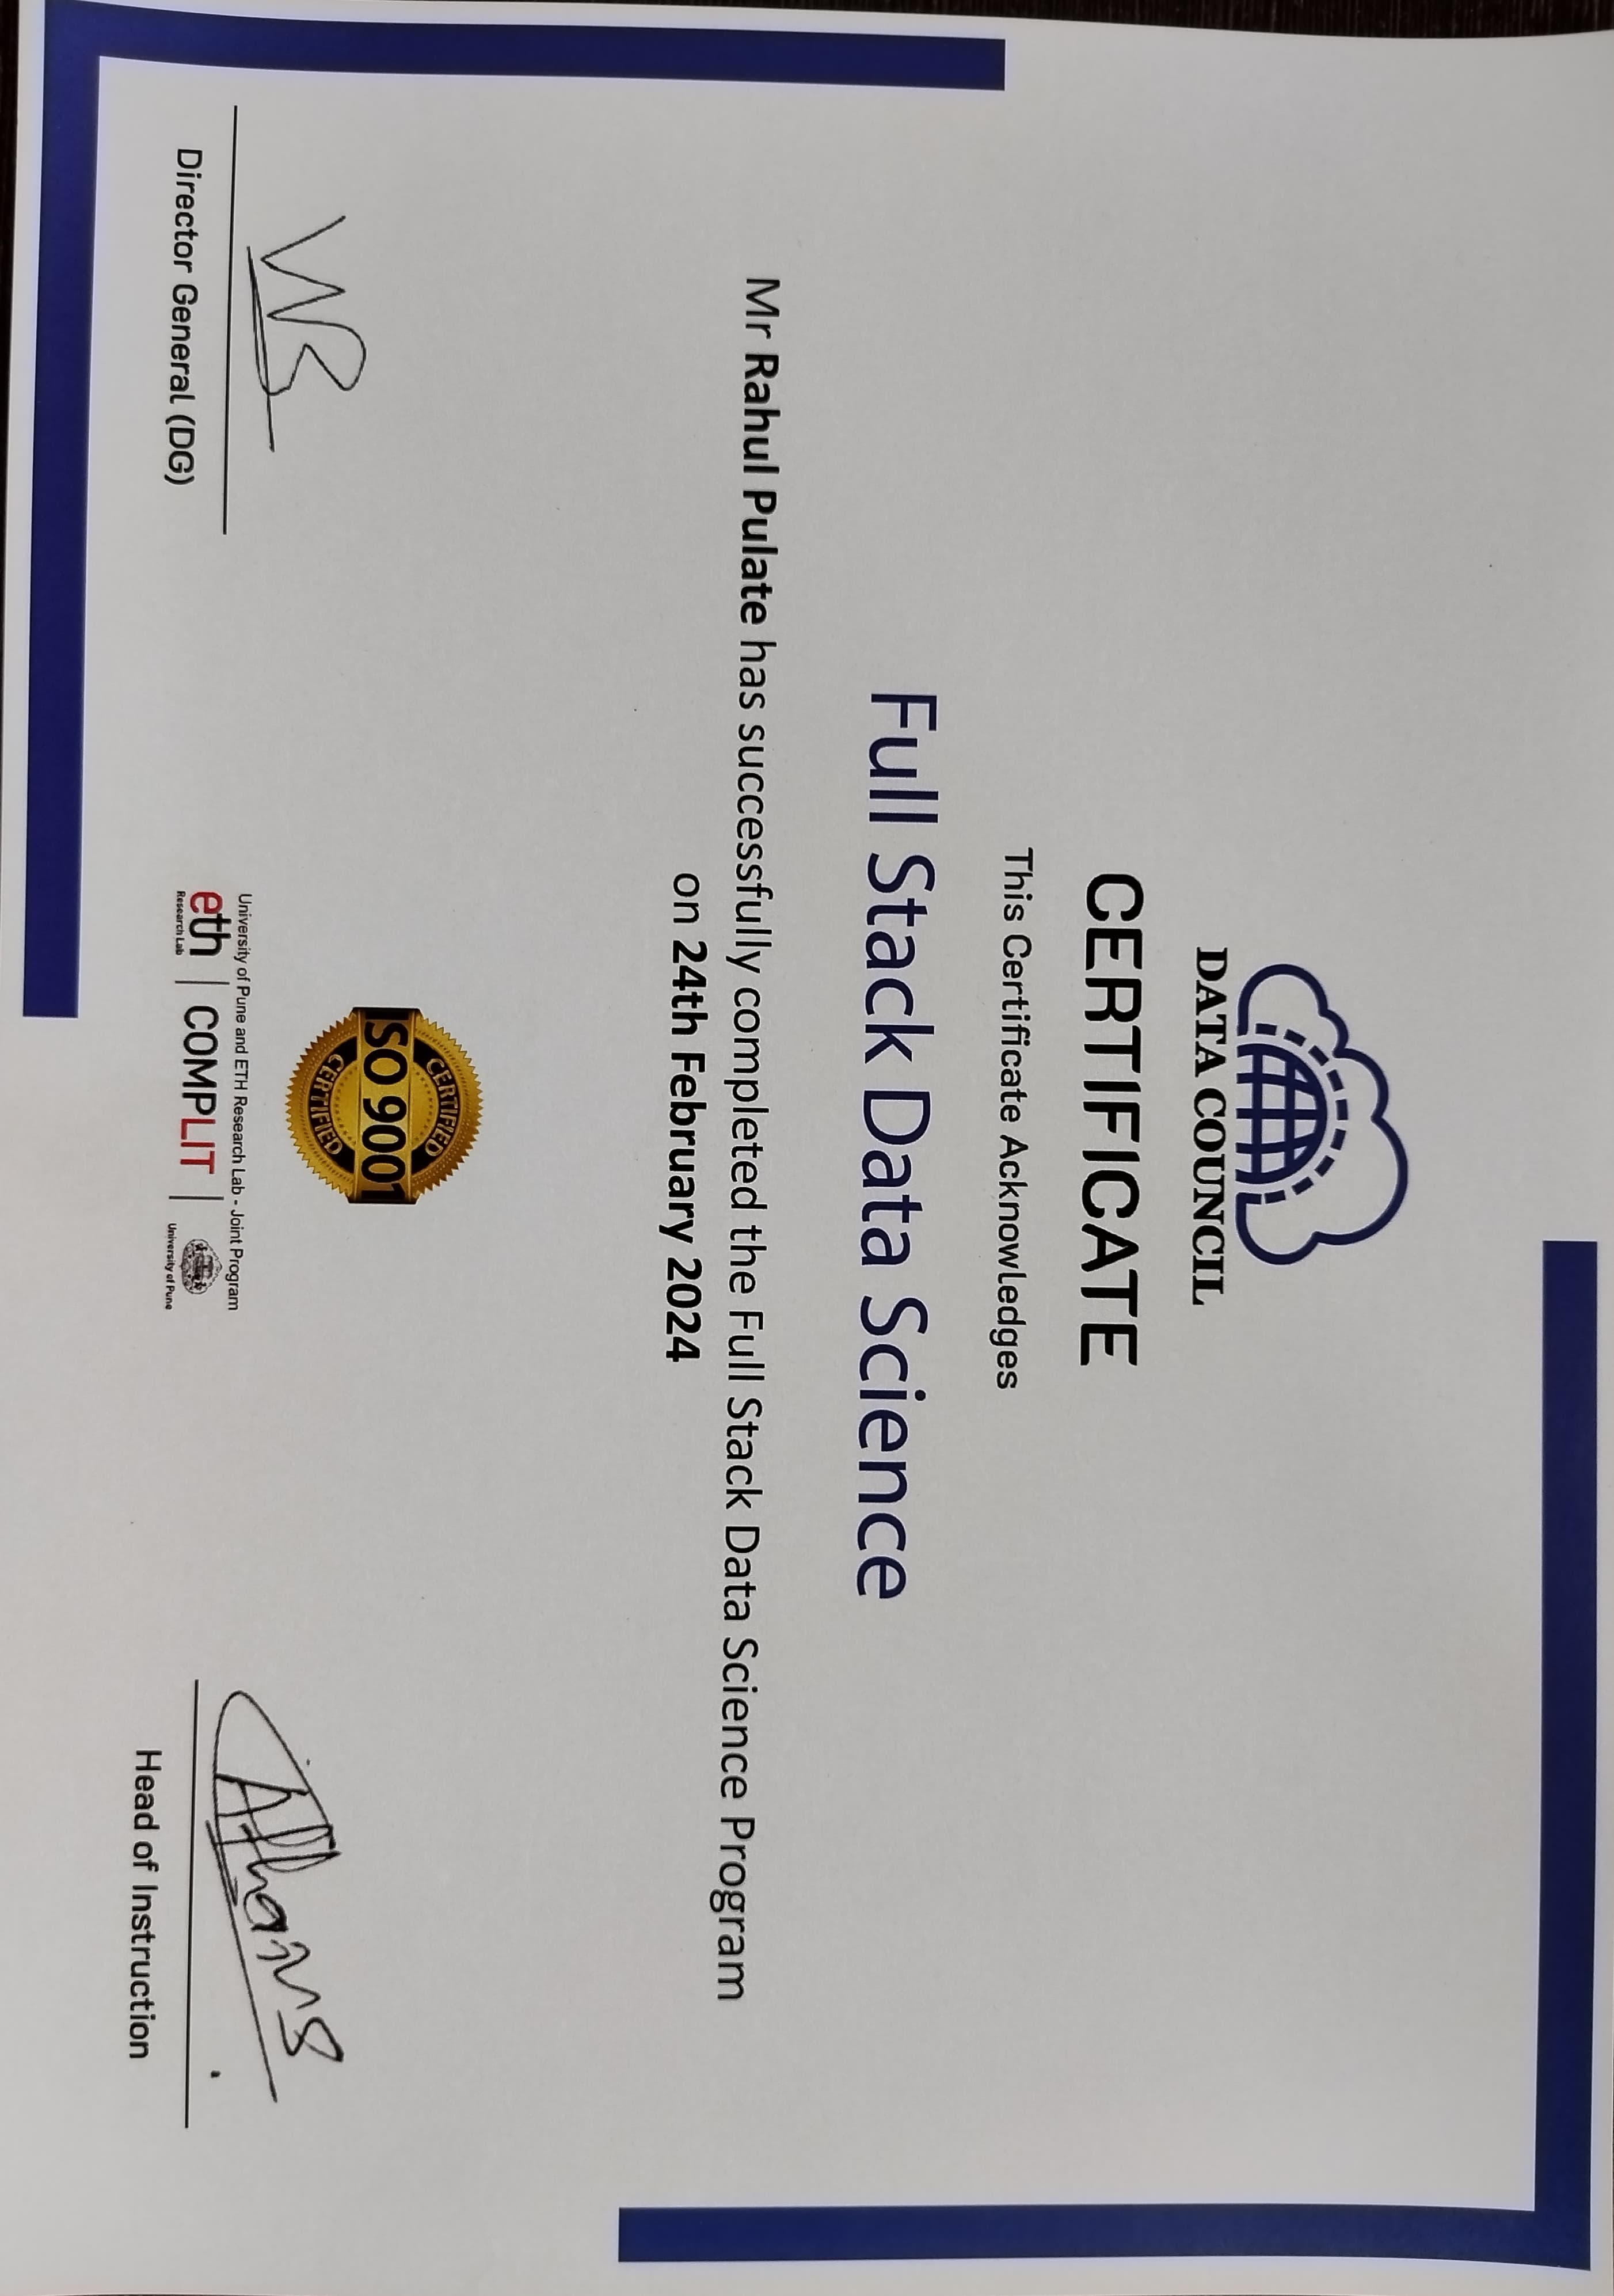 DATA COUNCIL
CERTIFICATE
This Certificate Acknowledges
Full Stack Data Science
Mr Rahul Pulate has successfully completed the Full Stack Data Science Program
on 24th February 2024
CERTIFIED
ISO 9001
CERTIFIED
University of Pune and ETH Research Lab - Joint Program
eth
Research Lab
COMPLIT
University of Pune
Director General (DG)
Head of Instruction